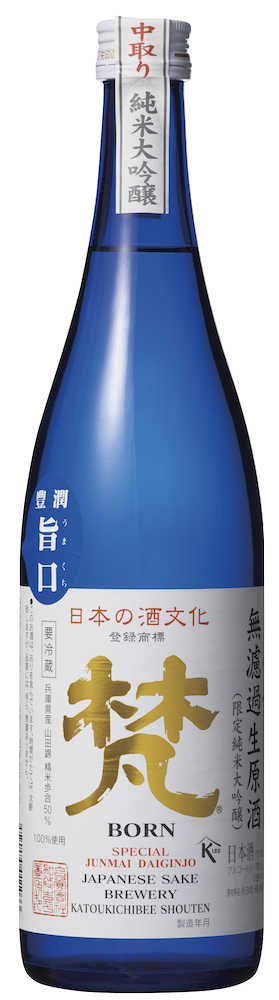 中取り
純米大吟醸
豊潤
旨口
うまくち
日本の酒文化
登録商標
要冷蔵
梵
®
BORN
SPECIAL
JUNMAI DAIGINJO
JAPANESE SAKE
BREWERY
KATOUKICHIBEE SHOUTEN
製造年月
無濾過生原酒
(限定純米大吟醸)
兵庫県産 山田錦 精米歩合50%
100%使用
K
LBS
日本酒